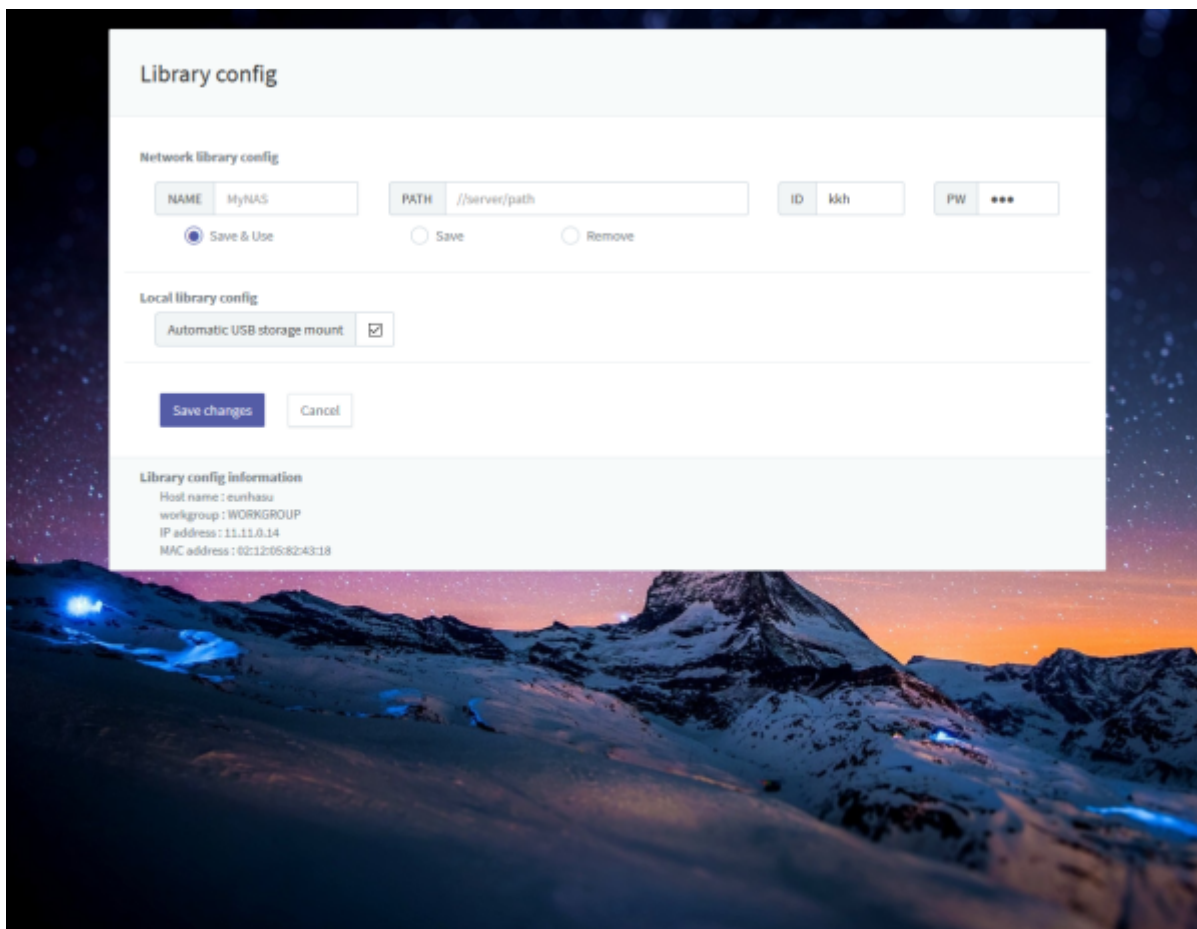 Library config
Network library config
NAME MyNAS PATH //server/path ID kkh PW •••
Save & Use Save Remove
Local library config
Automatic USB storage mount
Save changes Cancel
Library config information
Host name : eunhasu
workgroup : WORKGROUP
IP address : 11.11.0.14
MAC address : 02:12:05:82:43:18